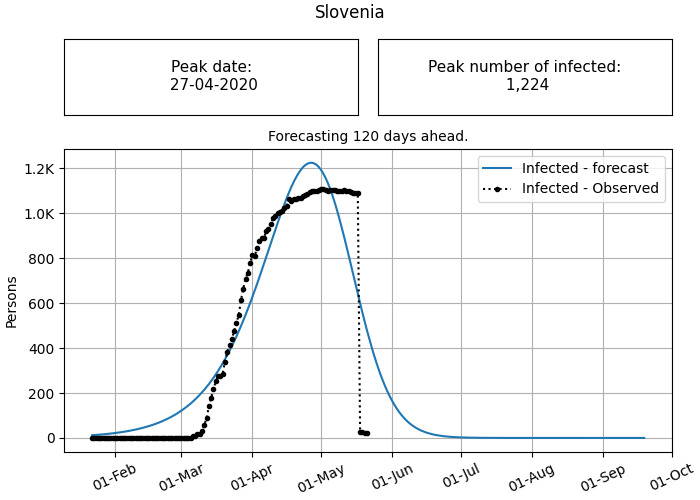 Slovenia
Peak date:
27-04-2020
Peak number of infected:
1,224
Forecasting 120 days ahead.
Infected - forecast
Infected - Observed
1.2K
1.0K
800
600
400
200
0
Persons
01-Feb
01-Mar
01-Apr
01-May
01-Jun
01-Jul
01-Aug
01-Sep
01-Oct